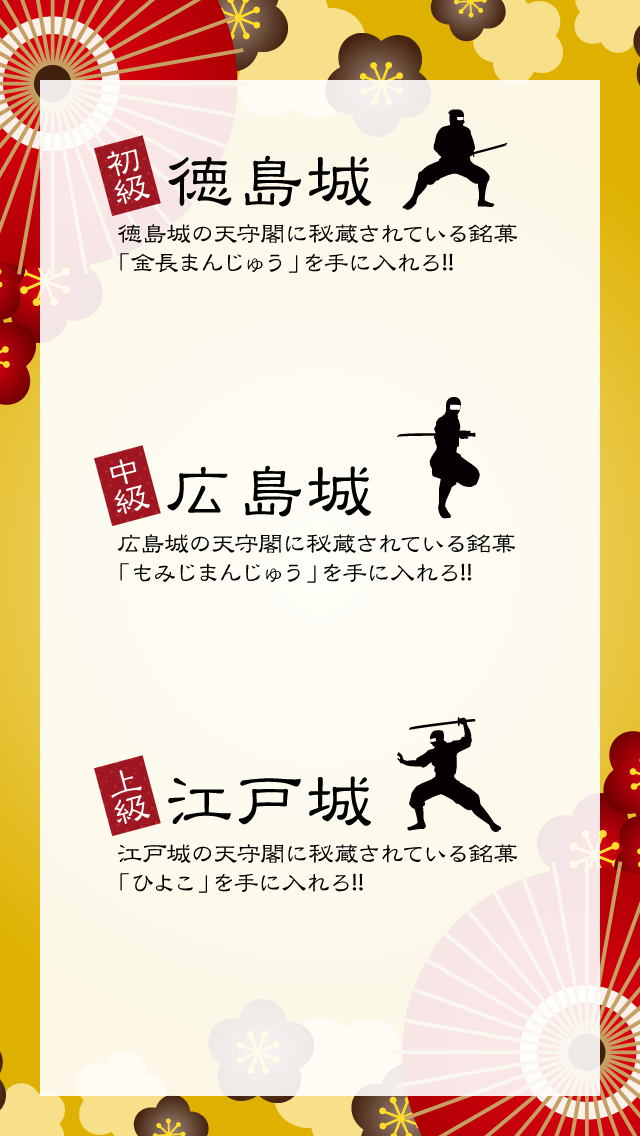 初級
徳島城
徳島城の天守閣に秘蔵されている銘菓
「金長まんじゅう」を手に入れろ!!
中級
広島城
広島城の天守閣に秘蔵されている銘菓
「もみじまんじゅう」を手に入れろ!!
上級
江戸城
江戸城の天守閣に秘蔵されている銘菓
「ひよこ」を手に入れろ!!